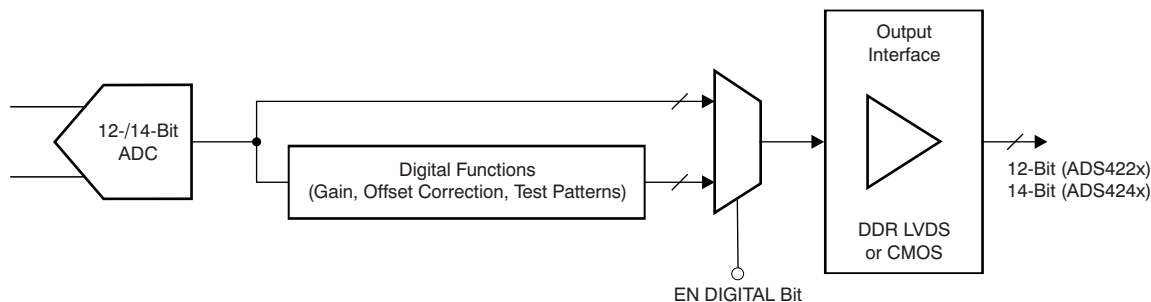 12-/14-Bit
ADC
Digital Functions
(Gain, Offset Correction, Test Patterns)
EN DIGITAL Bit
Output
Interface
DDR LVDS
or CMOS
12-Bit (ADS422x)
14-Bit (ADS424x)